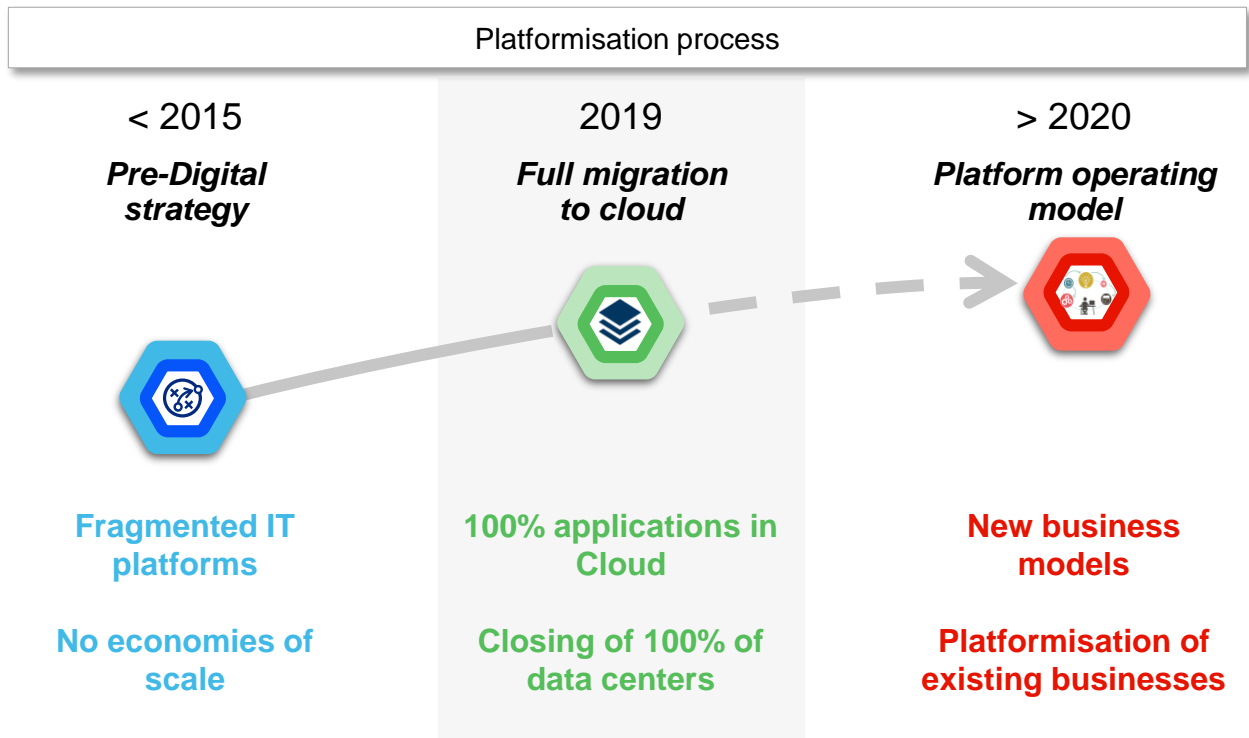 Platformisation process
< 2015
Pre-Digital
strategy
Fragmented IT
platforms
No economies of
scale
2019
Full migration
to cloud
100% applications in
Cloud
Closing of 100% of
data centers
> 2020
Platform operating
model
New business
models
Platformisation of
existing businesses